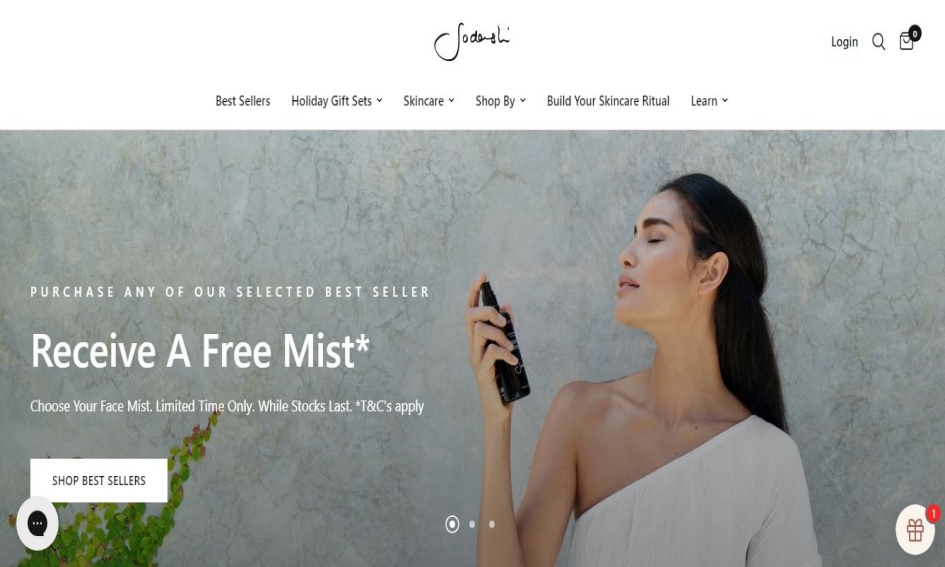 Sodashi
Login
0
Best Sellers
Holiday Gift Sets
Skincare
Shop By
Build Your Skincare Ritual
Learn
PURCHASE ANY OF OUR SELECTED BEST SELLER
Receive A Free Mist*
Choose Your Face Mist. Limited Time Only. While Stocks Last. *T&C's apply
SHOP BEST SELLERS
1